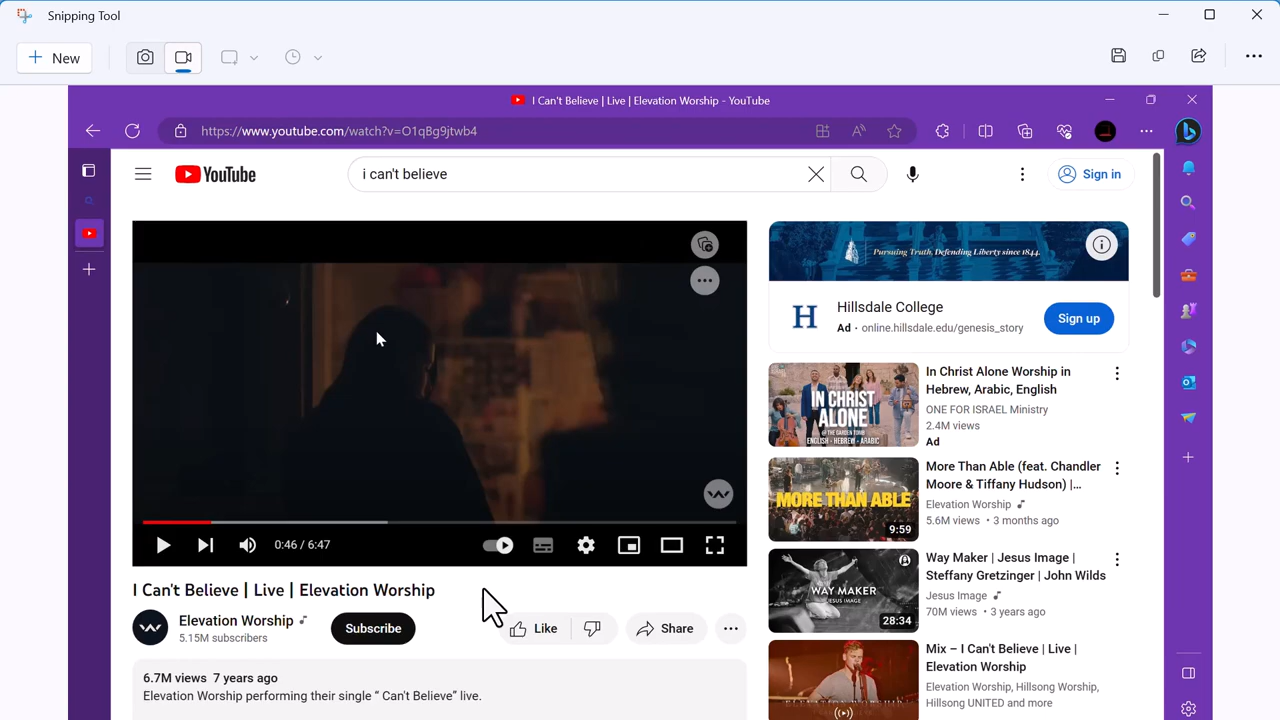 Snipping Tool
New
I Can't Believe | Live | Elevation Worship - YouTube
https://www.youtube.com/watch?v=O1qBg9jtwb4
YouTube
i can't believe
Sign in
Pursuing Truth, Defending Liberty since 1844.
Hillsdale College
Ad · online.hillsdale.edu/genesis_story
Sign up
IN CHRIST
ALONE
@ THE GARDEN TOMB
ENGLISH - HEBREW - ARABIC
In Christ Alone Worship in
Hebrew, Arabic, English
ONE FOR ISRAEL Ministry
2.4M views
Ad
MORE THAN ABLE
9:59
More Than Able (feat. Chandler
Moore & Tiffany Hudson) |...
Elevation Worship
5.6M views • 3 months ago
0:46 / 6:47
WAY MAKER
JESUS IMAGE
28:34
Way Maker | Jesus Image |
Steffany Gretzinger | John Wilds
Jesus Image
70M views • 3 years ago
I Can't Believe | Live | Elevation Worship
Elevation Worship
5.15M subscribers
Subscribe
Like
Share
Mix – I Can't Believe | Live |
Elevation Worship
Elevation Worship, Hillsong Worship,
Hillsong UNITED and more
6.7M views 7 years ago
Elevation Worship performing their single “ Can't Believe” live.